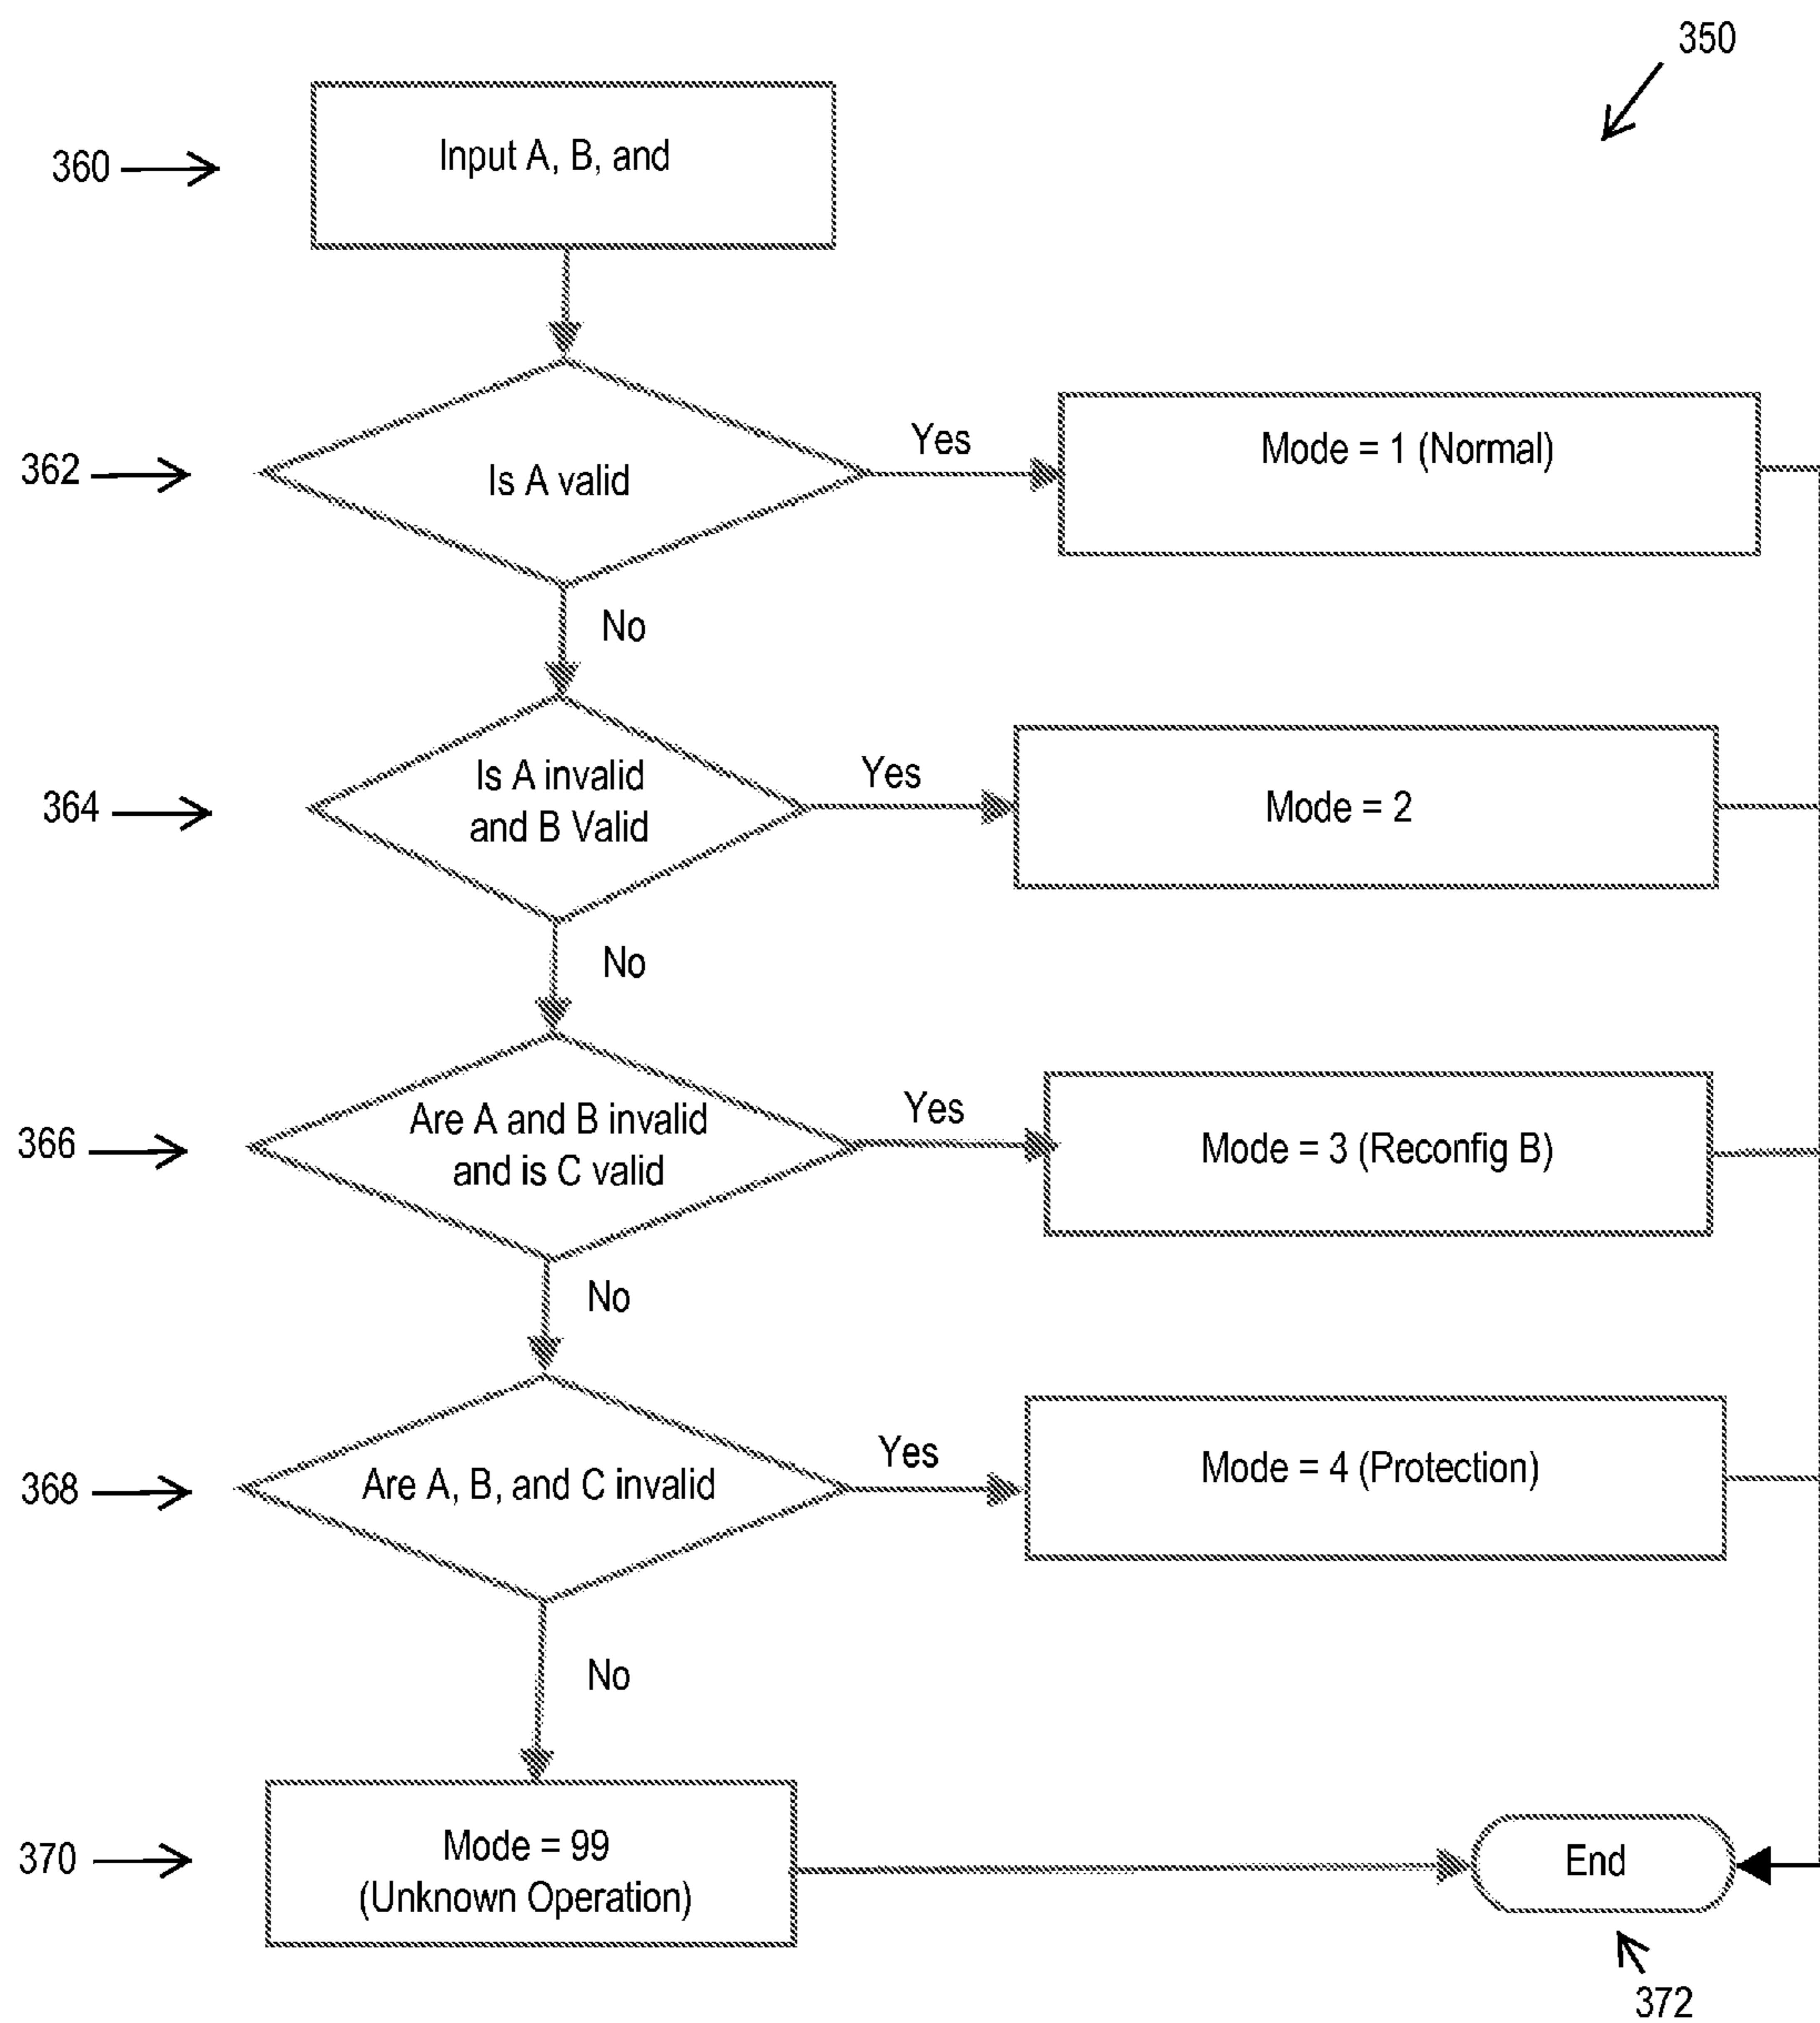 350
360
Input A, B, and
362
Is A valid
Yes
Mode = 1 (Normal)
No
364
Is A invalid
and B Valid
Yes
Mode = 2
No
366
Are A and B invalid
and is C valid
Yes
Mode = 3 (Reconfig B)
No
368
Are A, B, and C invalid
Yes
Mode = 4 (Protection)
No
370
Mode = 99
(Unknown Operation)
End
372